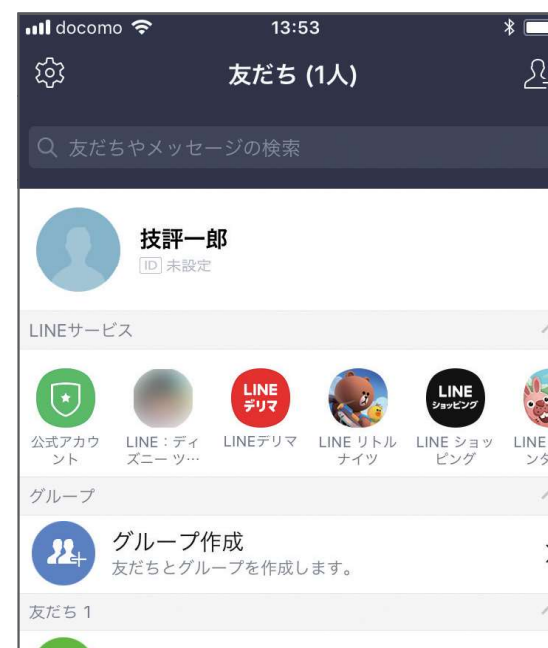 docomo 13:53
友だち (1人)
友だちやメッセージの検索
技評一郎
ID 未設定
LINEサービス
LINE
デリマ
LINE
ショッピング
公式アカウ
ント
LINE：ディ
ズニー ツ…
LINEデリマ
LINE リトル
ナイツ
LINE ショッ
ピング
LINE
グループ
グループ作成
友だちとグループを作成します。
友だち 1